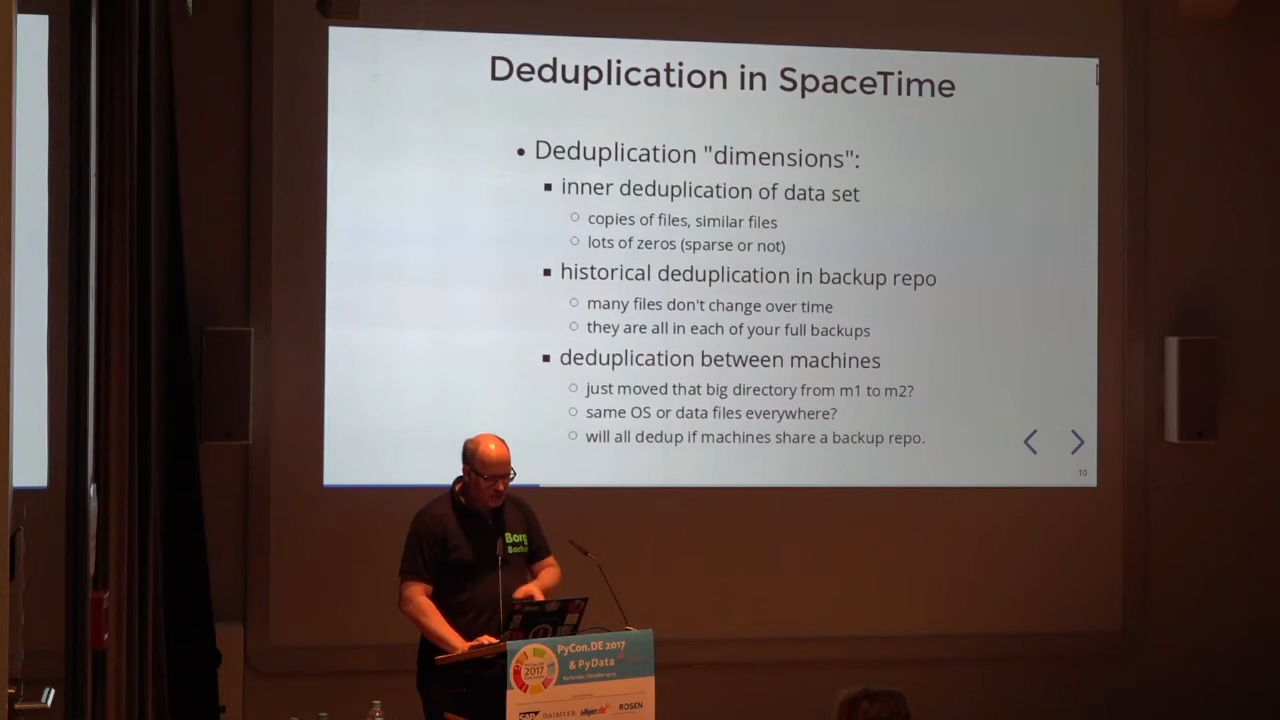 Deduplication in SpaceTime
Deduplication "dimensions":
inner deduplication of data set
copies of files, similar files
lots of zeros (sparse or not)
historical deduplication in backup repo
many files don't change over time
they are all in each of your full backups
deduplication between machines
just moved that big directory from m1 to m2?
same OS or data files everywhere?
will all dedup if machines share a backup repo.
10
Borg
PyCon.DE 2017
& PyData
2017
DAIMLER
ROSEN